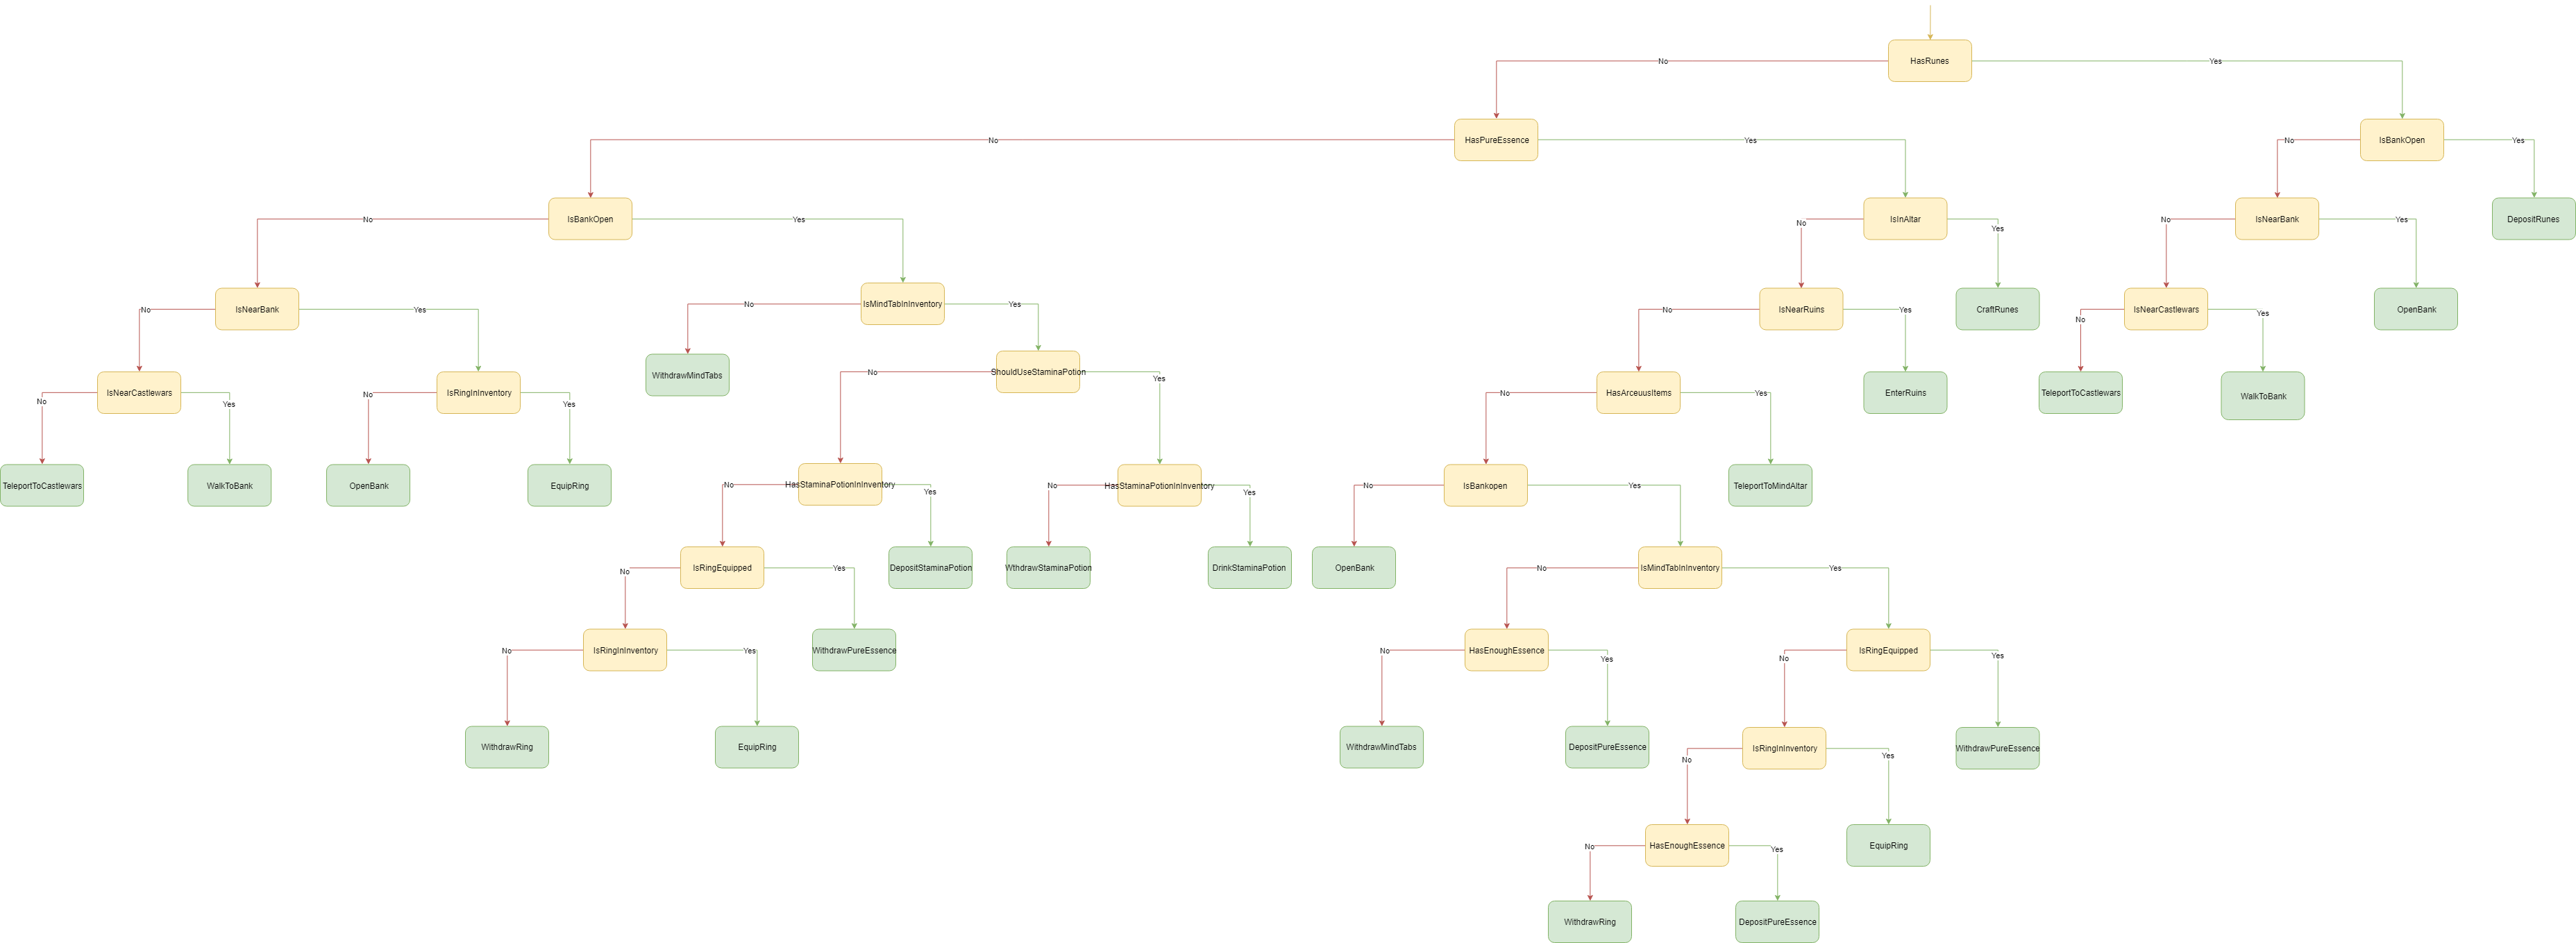 HasRunes
No
Yes
HasPureEssence
IsBankOpen
No
Yes
No
Yes
IsBankOpen
IsInAltar
IsNearBank
DepositRunes
No
Yes
No
Yes
No
Yes
IsNearBank
IsMindTabInInventory
IsNearRuins
CraftRunes
IsNearCastlewars
OpenBank
No
Yes
No
Yes
No
Yes
No
Yes
IsNearCastlewars
IsRingInInventory
WithdrawMindTabs
ShouldUseStaminaPotion
HasArceuusItems
EnterRuins
TeleportToCastlewars
WalkToBank
No
Yes
No
Yes
No
Yes
No
Yes
TeleportToCastlewars
WalkToBank
OpenBank
EquipRing
HasStaminaPotionInInventory
HasStaminaPotionInInventory
IsBankopen
TeleportToMindAltar
No
Yes
No
Yes
No
Yes
IsRingEquipped
DepositStaminaPotion
WthdrawStaminaPotion
DrinkStaminaPotion
OpenBank
IsMindTabInInventory
No
Yes
No
Yes
IsRingInInventory
WithdrawPureEssence
HasEnoughEssence
IsRingEquipped
No
Yes
No
Yes
No
Yes
WithdrawRing
EquipRing
WithdrawMindTabs
DepositPureEssence
IsRingInInventory
WithdrawPureEssence
No
Yes
HasEnoughEssence
EquipRing
No
Yes
WithdrawRing
DepositPureEssence